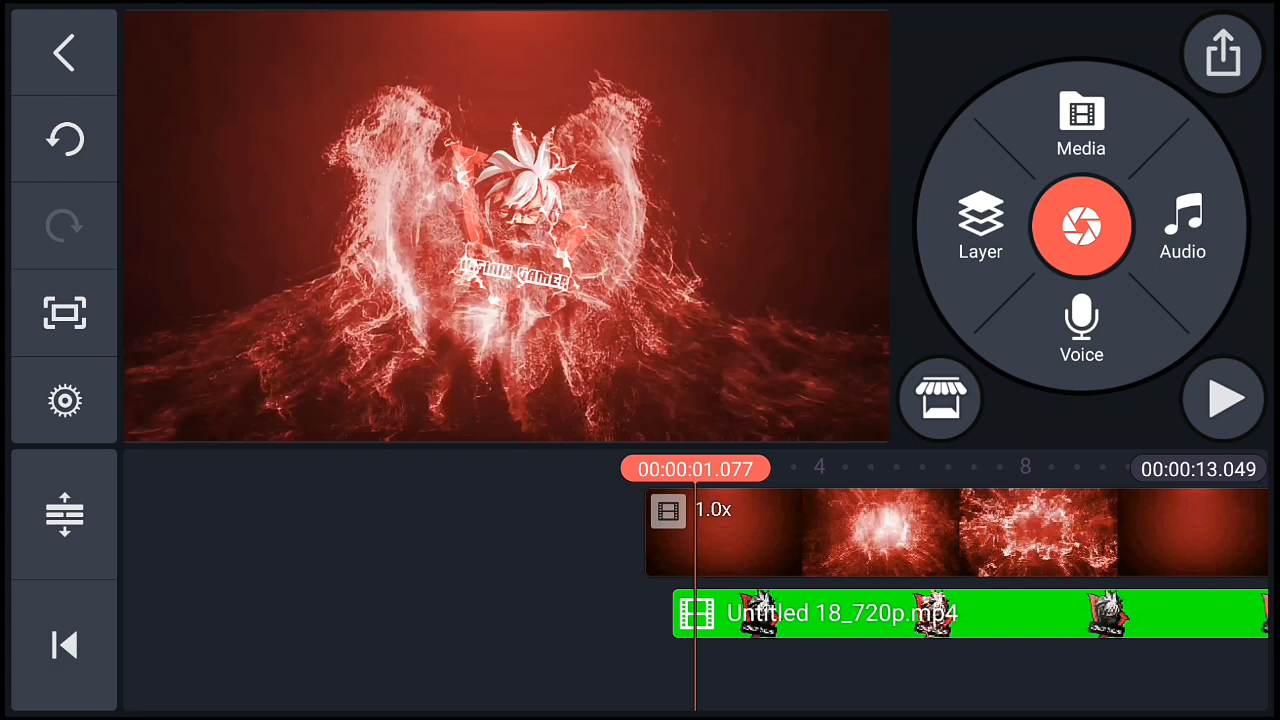 Media
Layer
Audio
Voice
00:00:01.077
4
8
00:00:13.049
1.0x
Untitled 18_720p.mp4
GAMER